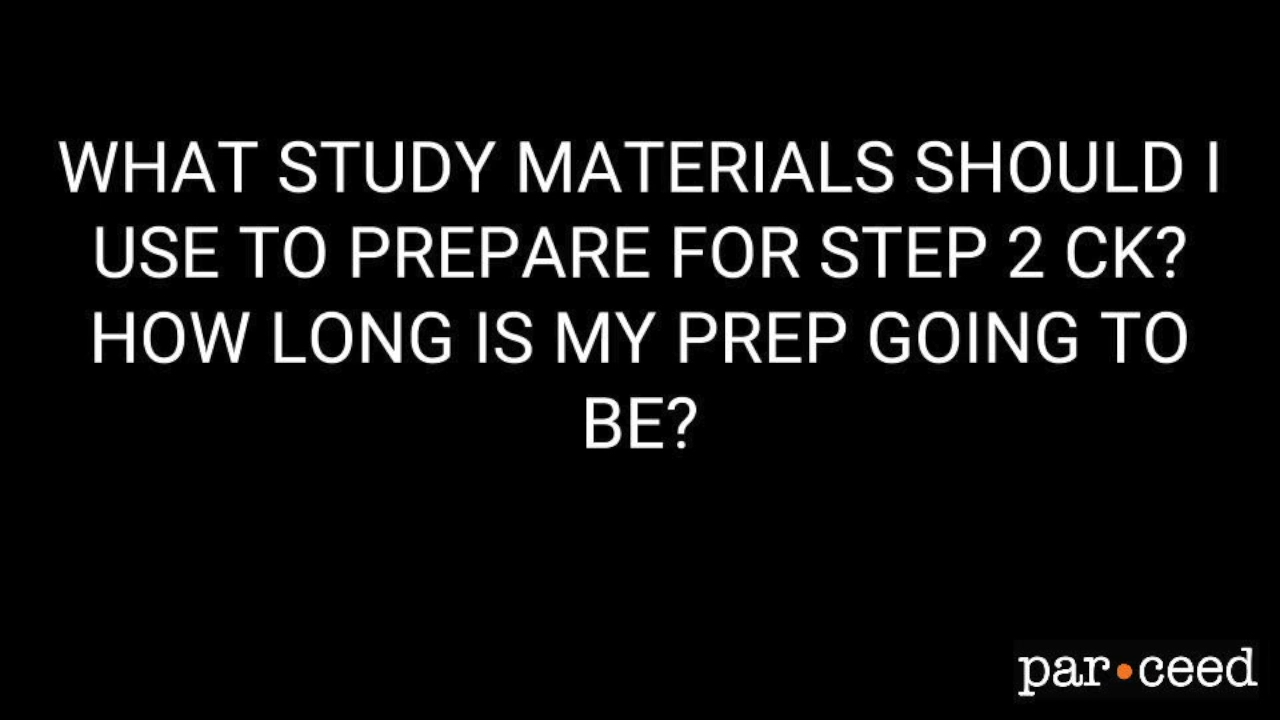 WHAT STUDY MATERIALS SHOULD I
USE TO PREPARE FOR STEP 2 CK?
HOW LONG IS MY PREP GOING TO
BE?
par•ceed